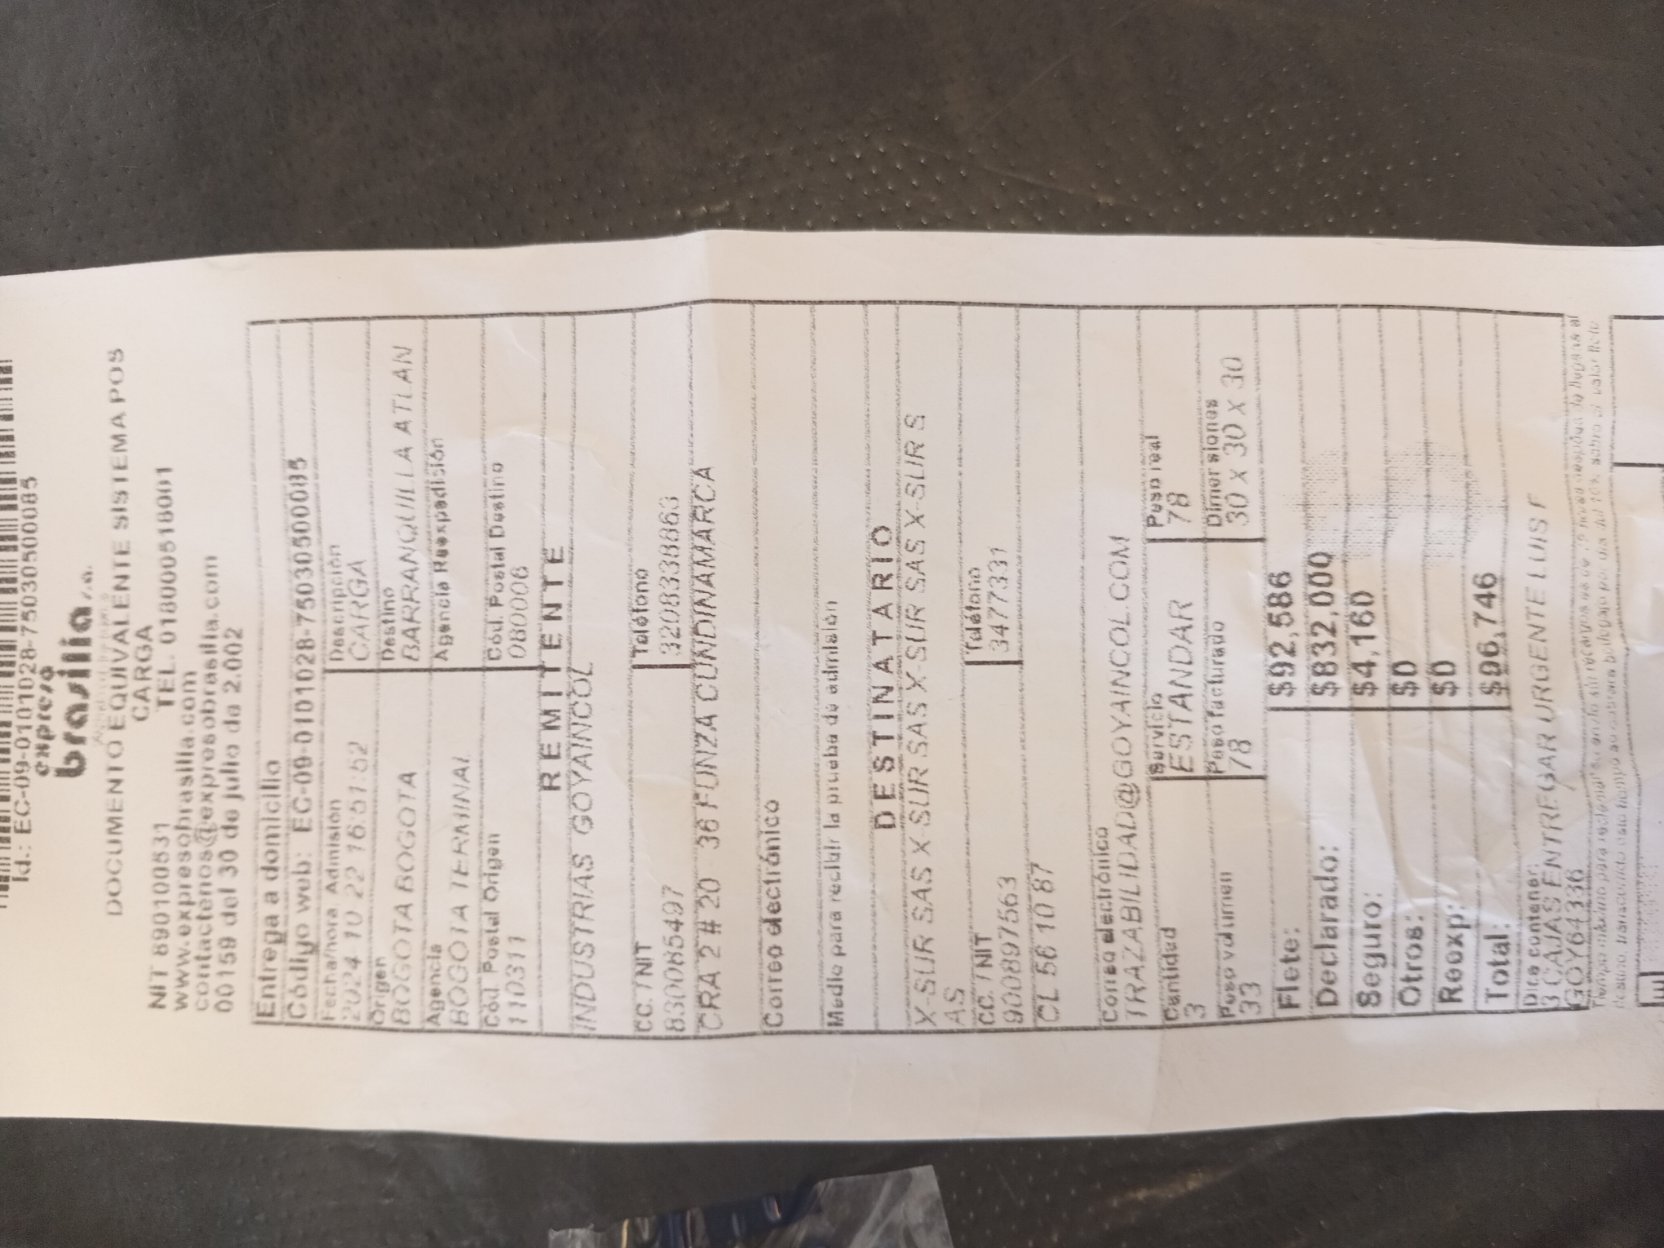 Id.: EC-09-0101028-75030500085
expreso
brasilia s.a.
DOCUMENTO EQUIVALENTE SISTEMA POS
CARGA
NIT 890100531 TEL. 018000518001
www.expresobrasilia.com
contactenos@expresobrasilia.com
00159 del 30 de julio de 2.002
Entrega a domicilio
Código web: EC-09-0101028-75030500085
Fecha/hora Admisión Descripción
2024 10 22 16:51:52 CARGA
Origen Destino
BOGOTA BOGOTA BARRANQUILLA ATLAN
Agencia Agencia Reexpedición
BOGOTA TERMINAL
Cód. Postal Origen Cód. Postal Destino
110311 080006
REMITENTE
INDUSTRIAS GOYAINCOL
CC. / NIT Teléfono
830085497 3208338863
CRA 2 # 20 36 FUNZA CUNDINAMARCA
Correo electrónico
Medio para recibir la prueba de admisión
DESTINATARIO
X-SUR SAS X-SUR SAS X-SUR SAS X-SUR S
AS
CC. / NIT Teléfono
900897563 3477331
CL 56 10 87
Correo electrónico
TRAZABILIDAD@GOYAINCOL.COM
Cantidad Servicio Peso real
3 ESTANDAR 78
Peso volumen Peso facturado Dimensiones
33 78 30 X 30 X 30
Flete: $92,586
Declarado: $832,000
Seguro: $4,160
Otros: $0
Reexp: $0
Total: $96,746
Dice contener:
3 CAJAS ENTREGAR URGENTE LUIS F
GOY64336